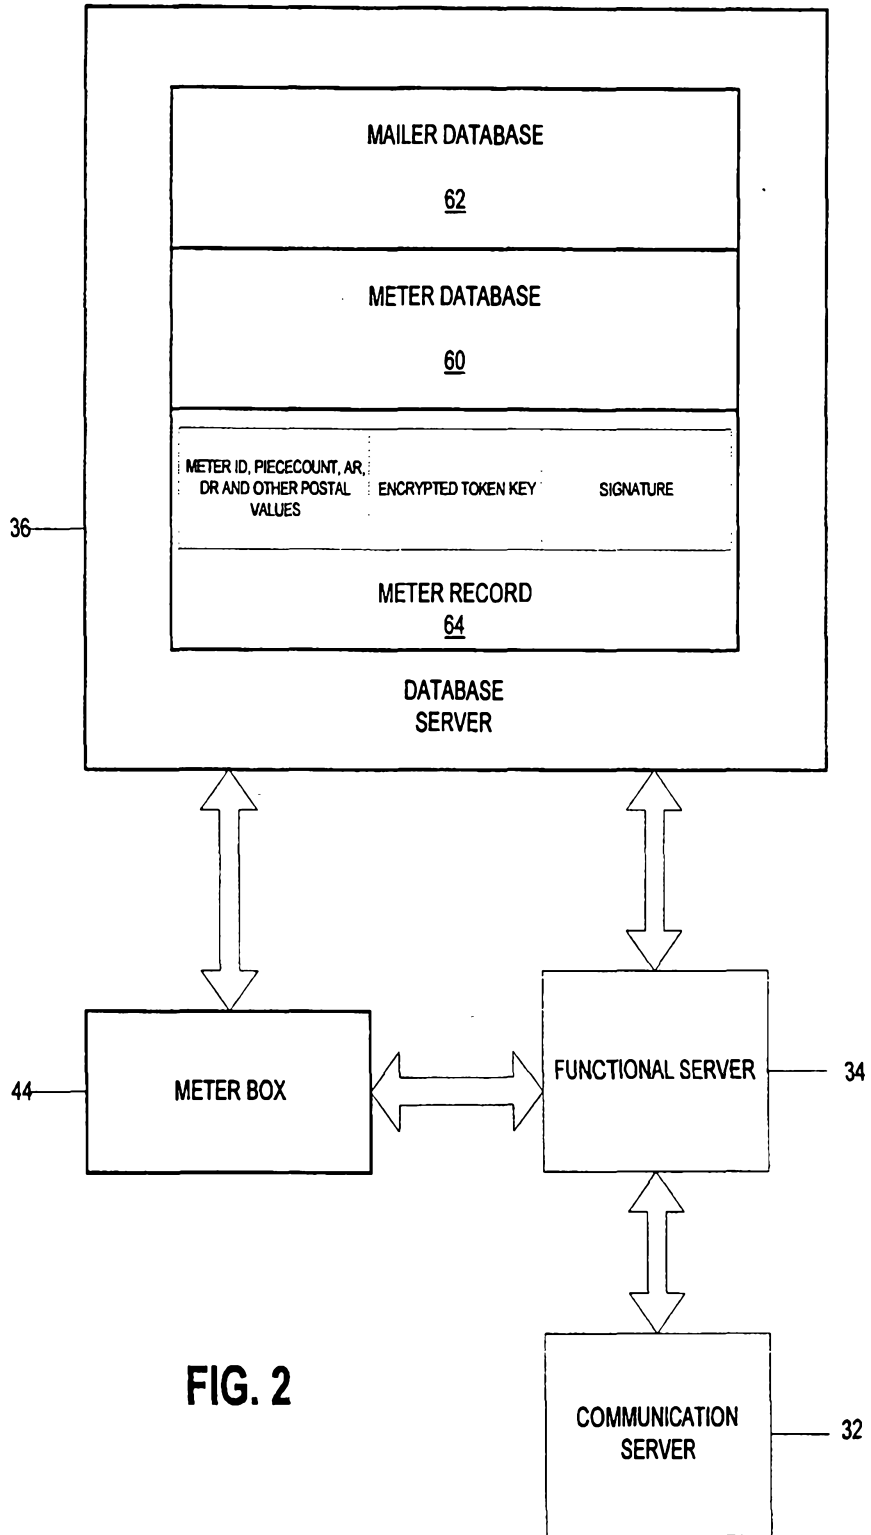 MAILER DATABASE
62
METER DATABASE
60
METER ID, PIECECOUNT, AR,
DR AND OTHER POSTAL
VALUES
ENCRYPTED TOKEN KEY
SIGNATURE
36
METER RECORD
64
DATABASE
SERVER
44
METER BOX
FUNCTIONAL SERVER
34
FIG. 2
COMMUNICATION
SERVER
32